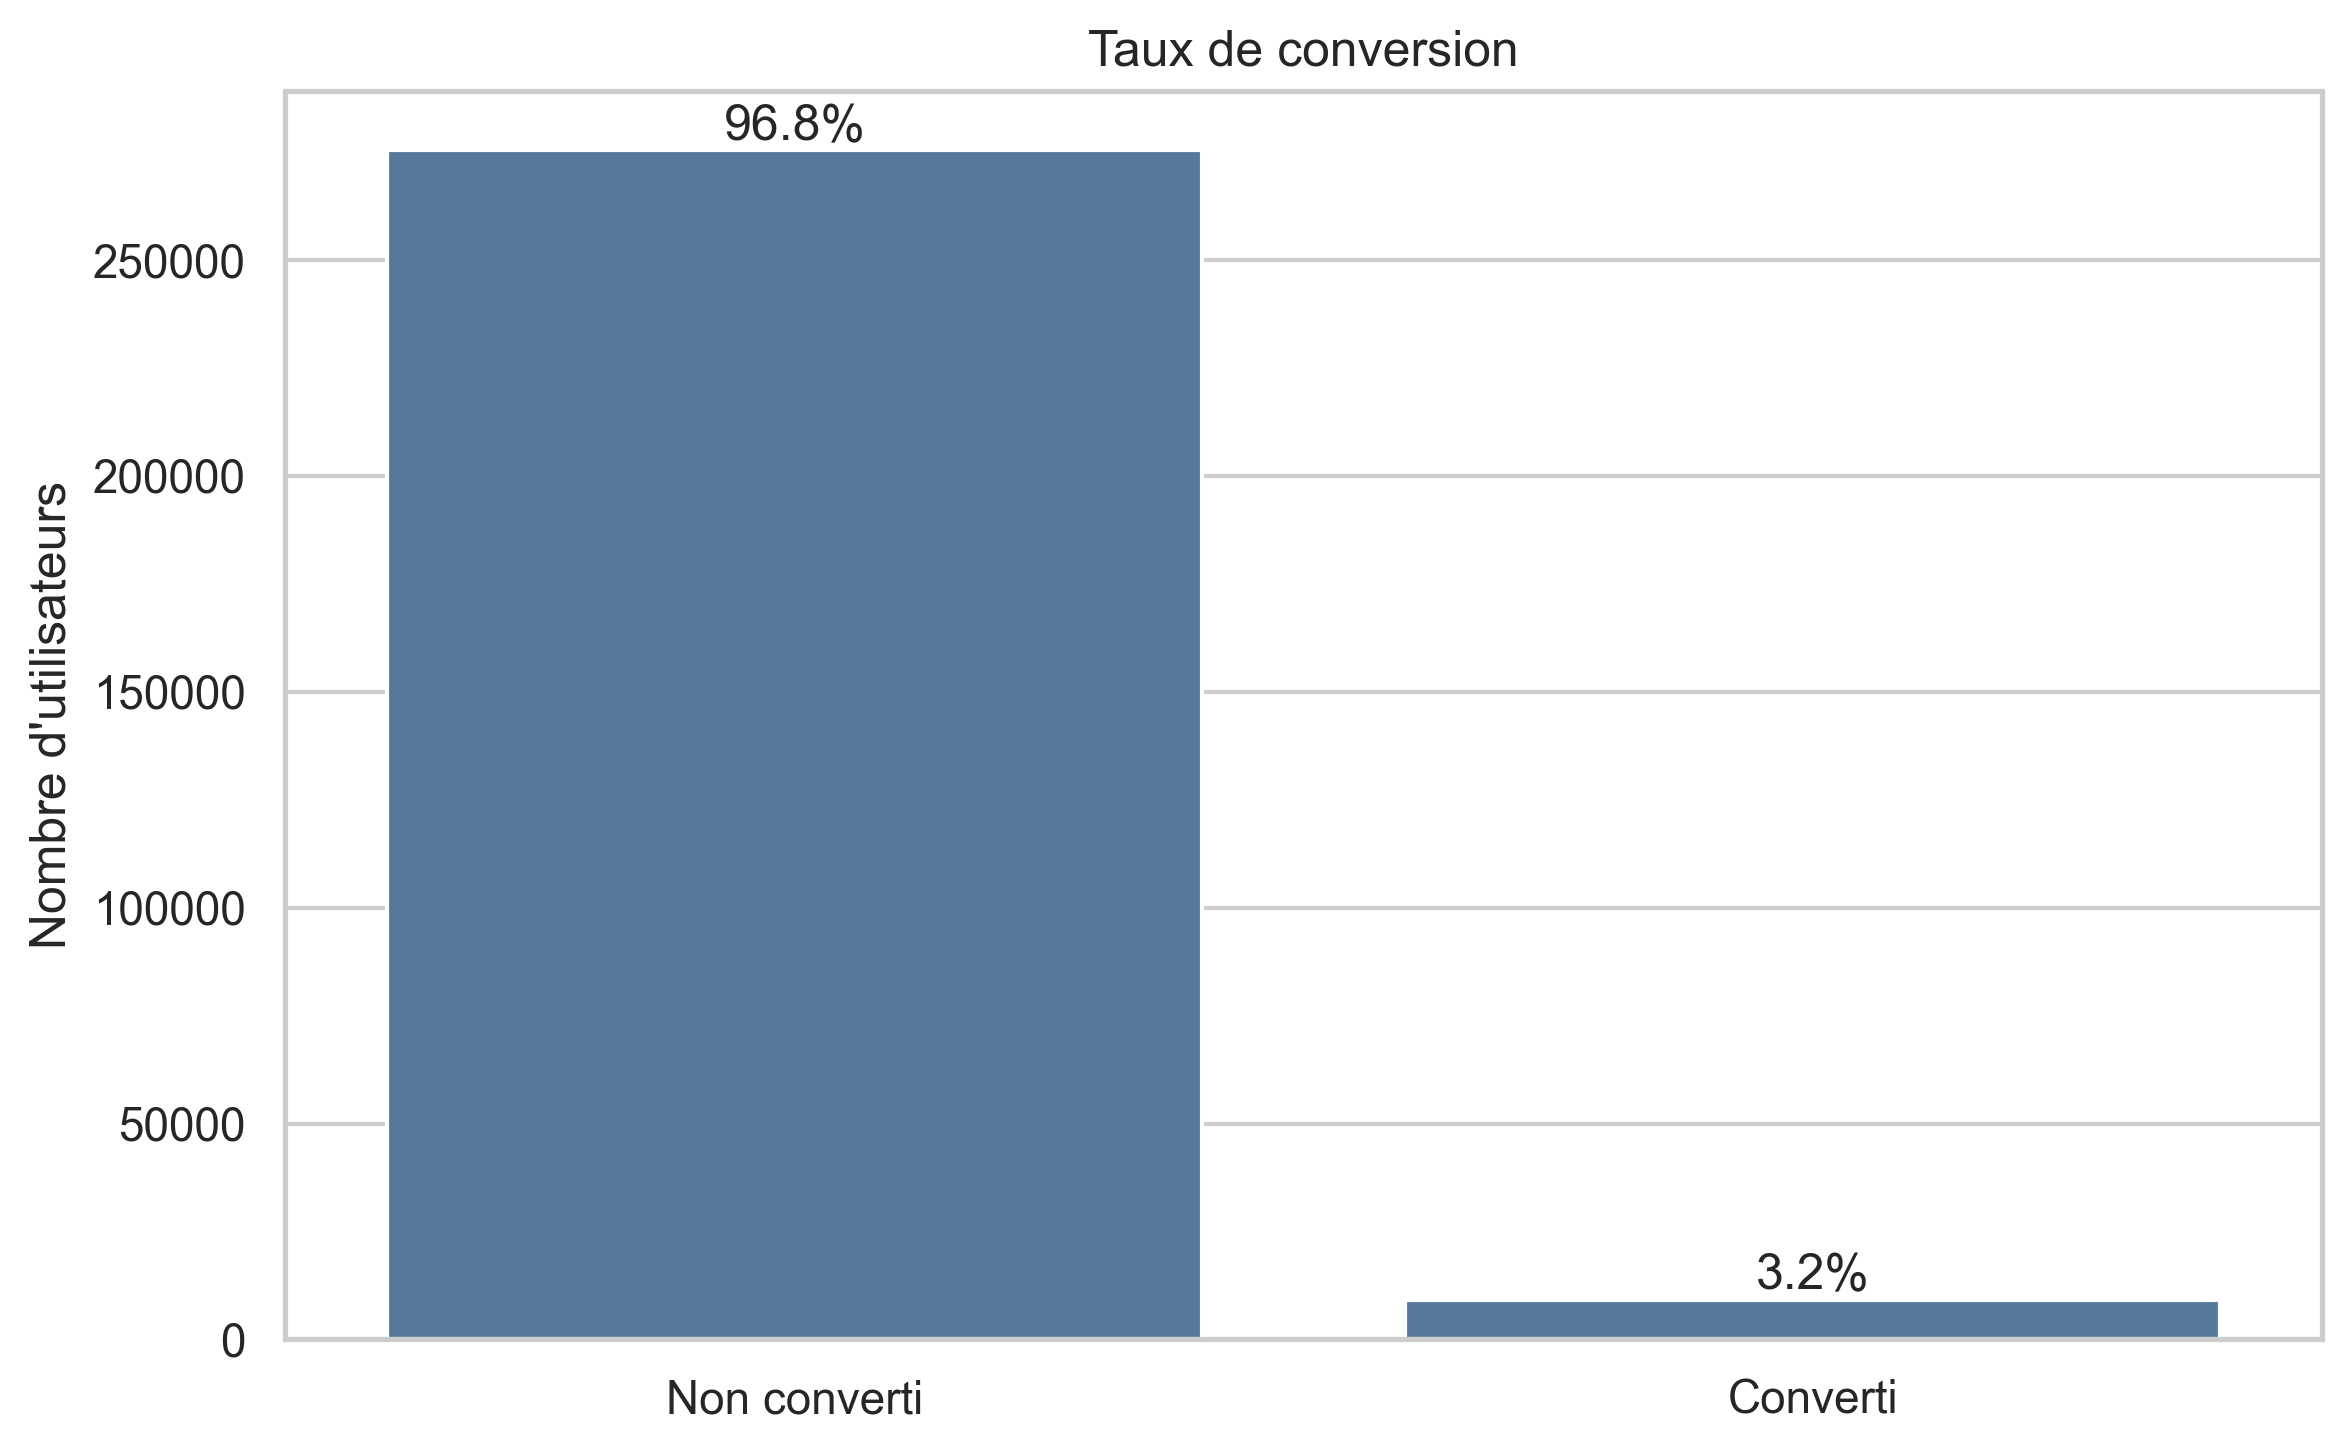 Taux de conversion
96.8%
250000
200000
150000
100000
50000
0
Nombre d'utilisateurs
3.2%
Non converti
Converti